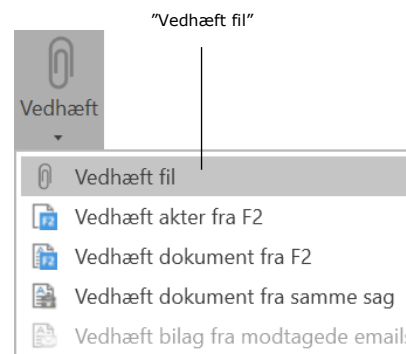 ”Vedhæft fil”
Vedhæft
Vedhæft fil
Vedhæft akter fra F2
Vedhæft dokument fra F2
Vedhæft dokument fra samme sag
Vedhæft bilag fra modtagede emails